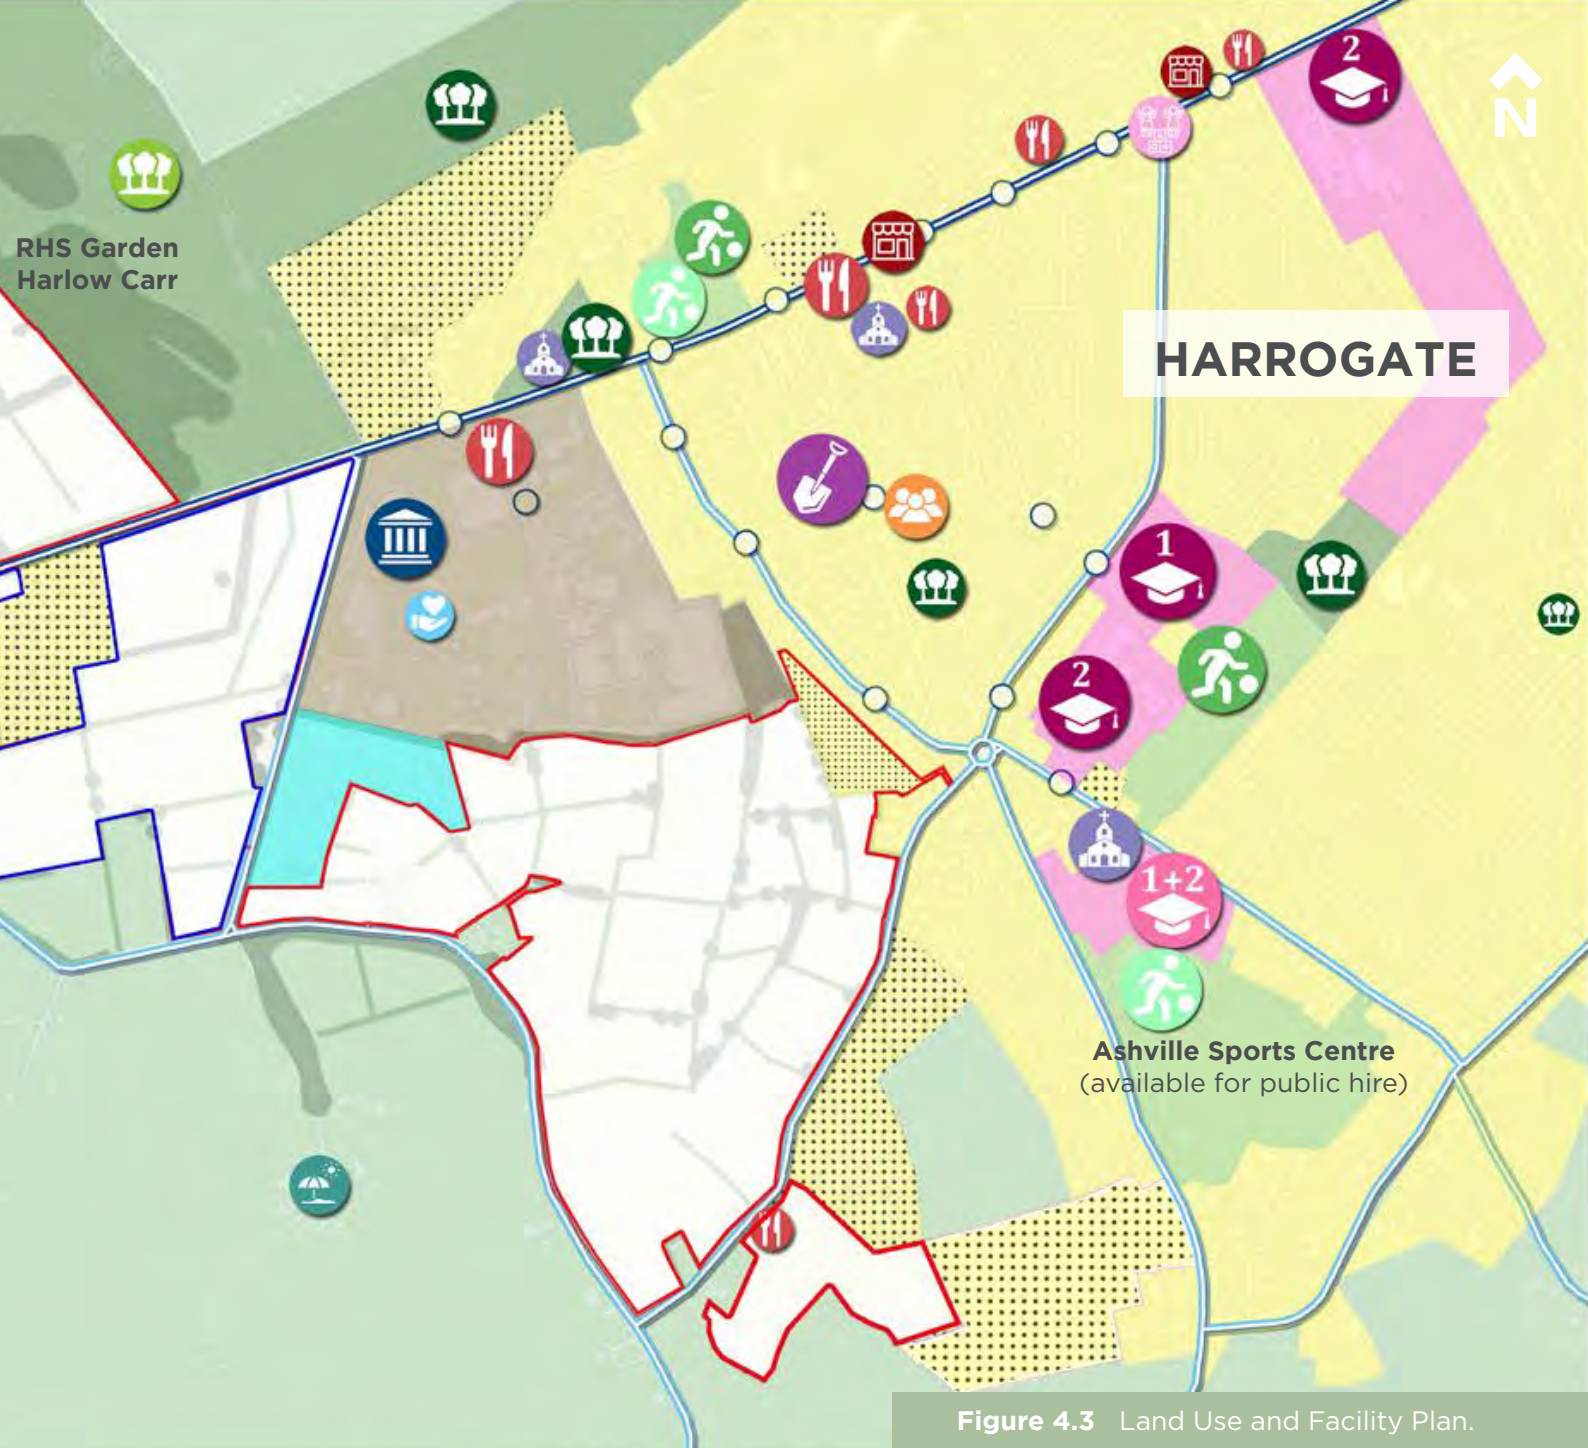 2
N
RHS Garden
Harlow Carr
HARROGATE
1
2
1+2
Ashville Sports Centre
(available for public hire)
Figure 4.3 Land Use and Facility Plan.